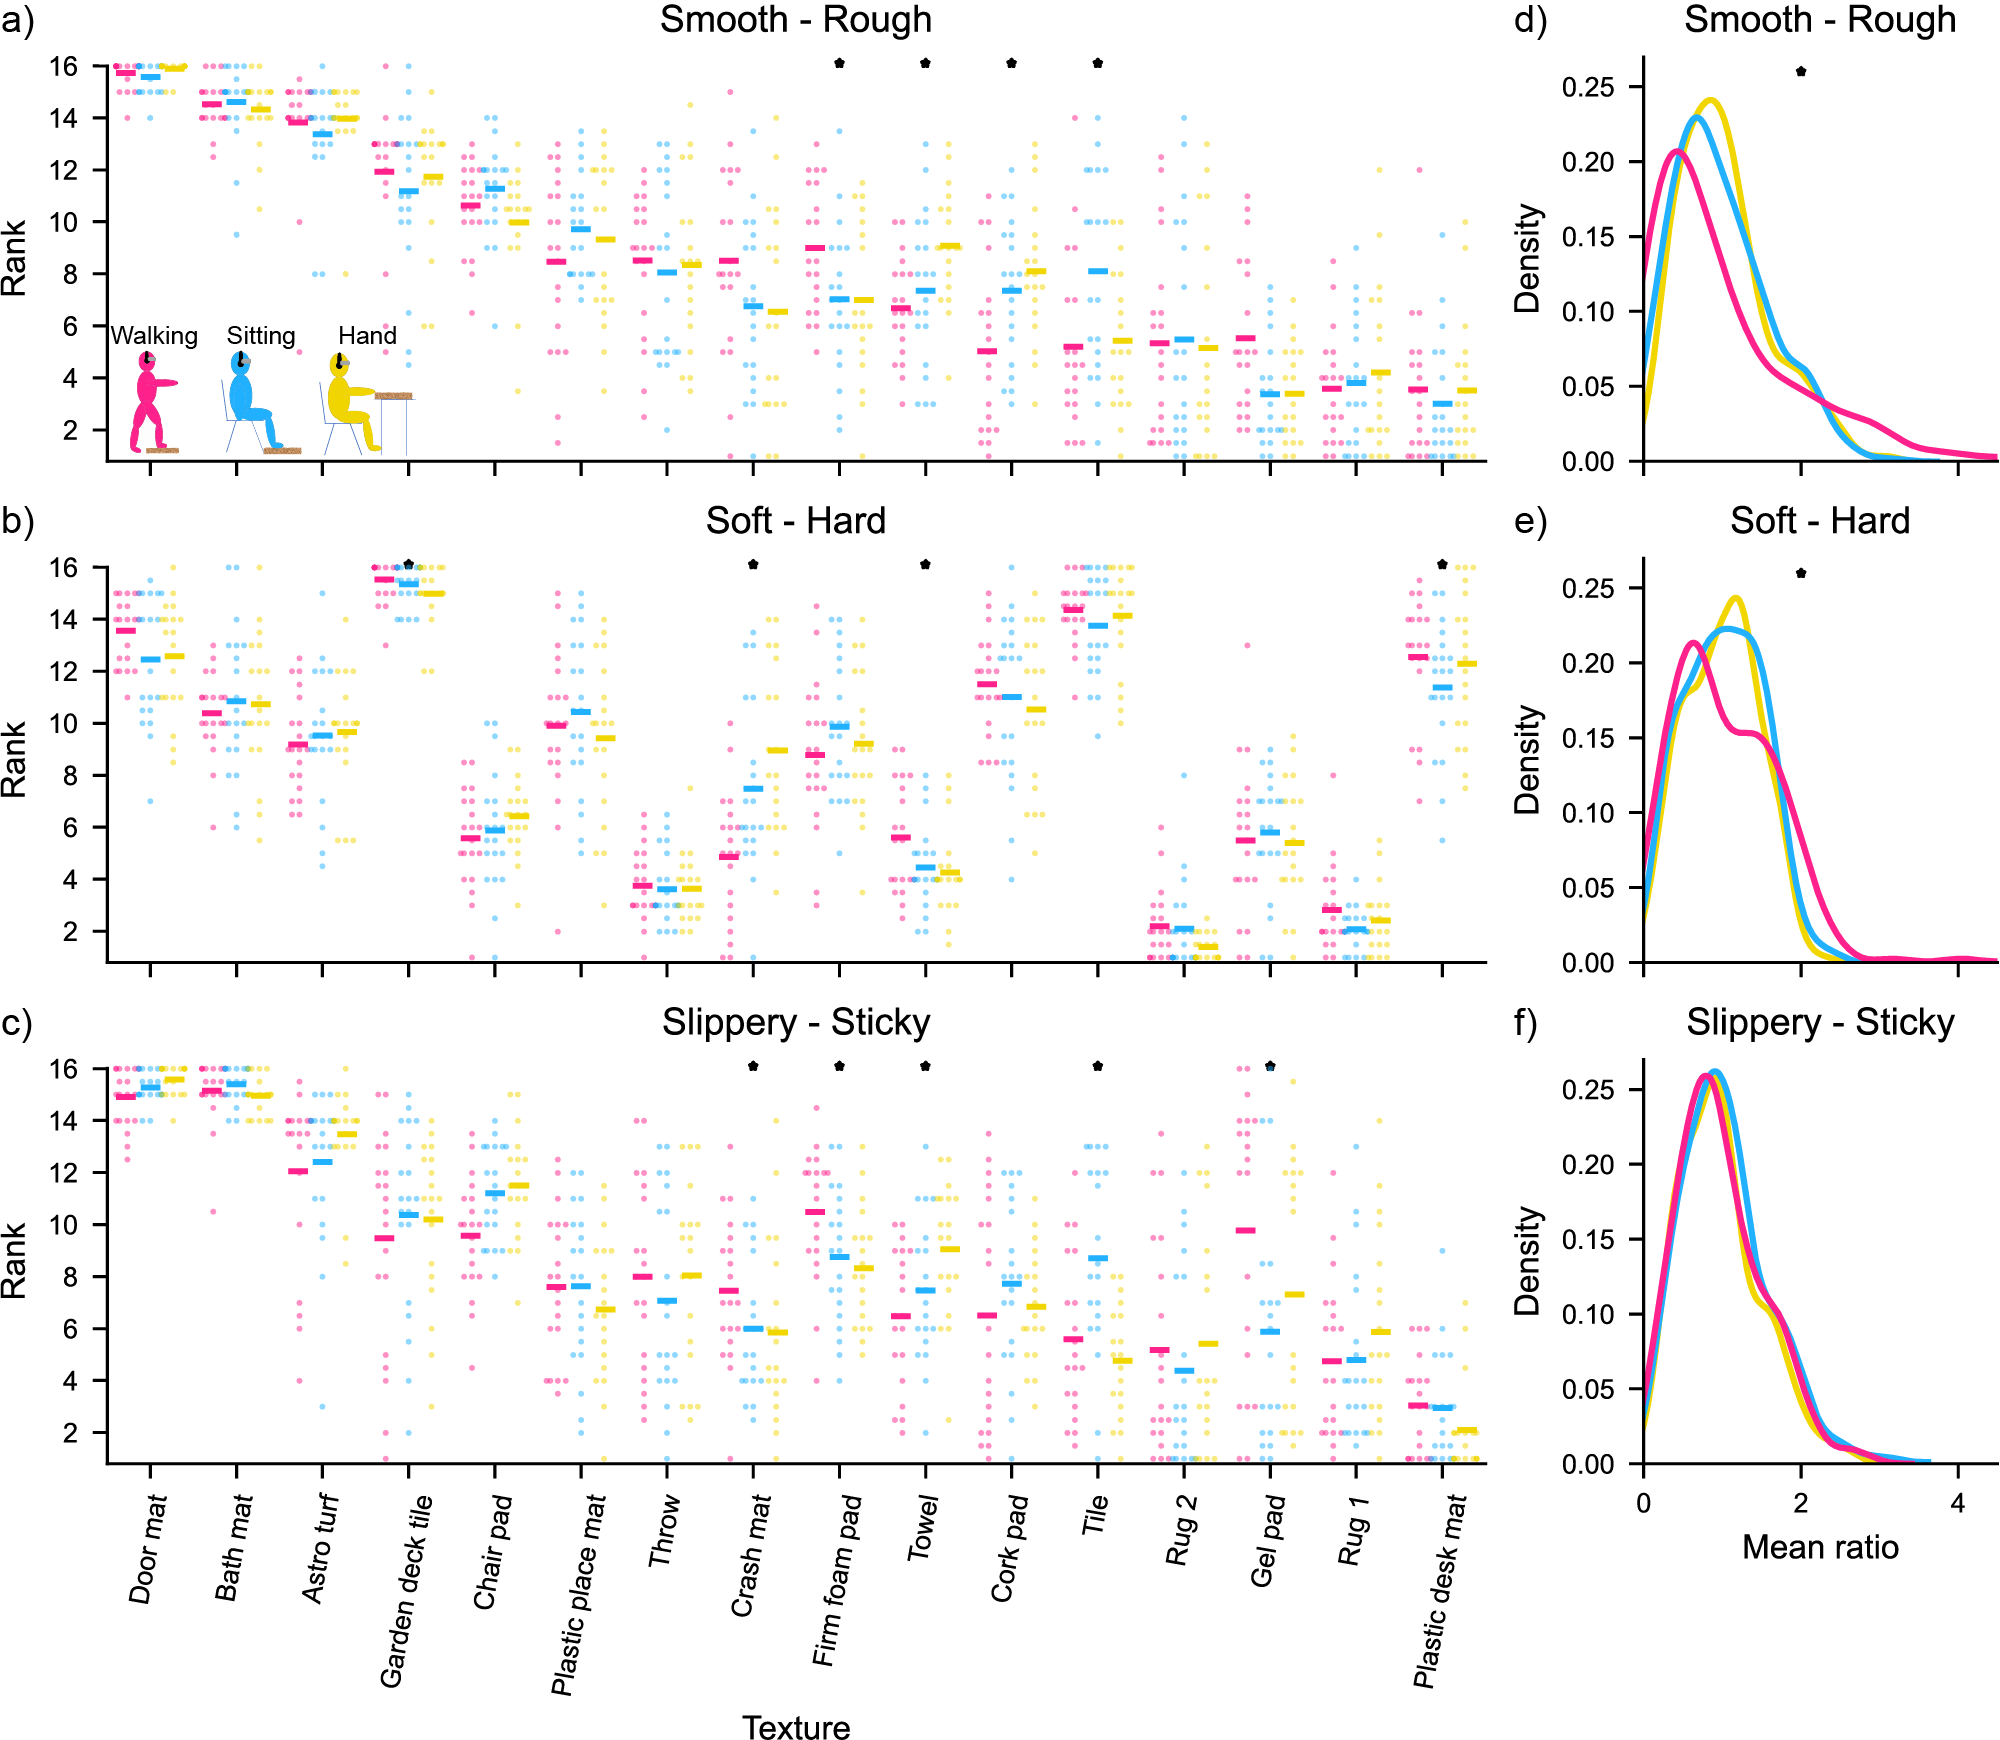 a)
Smooth - Rough
Rank
16
14
12
10
8
6
4
2
Walking
Sitting
Hand
d)
Smooth - Rough
Density
0.25
0.20
0.15
0.10
0.05
0.00
b)
Soft - Hard
Rank
16
14
12
10
8
6
4
2
e)
Soft - Hard
Density
0.25
0.20
0.15
0.10
0.05
0.00
c)
Slippery - Sticky
Rank
16
14
12
10
8
6
4
2
Door mat
Bath mat
Astro turf
Garden deck tile
Chair pad
Plastic place mat
Throw
Crash mat
Firm foam pad
Towel
Cork pad
Tile
Rug 2
Gel pad
Rug 1
Plastic desk mat
Texture
f)
Slippery - Sticky
Density
0.25
0.20
0.15
0.10
0.05
0.00
0
2
4
Mean ratio